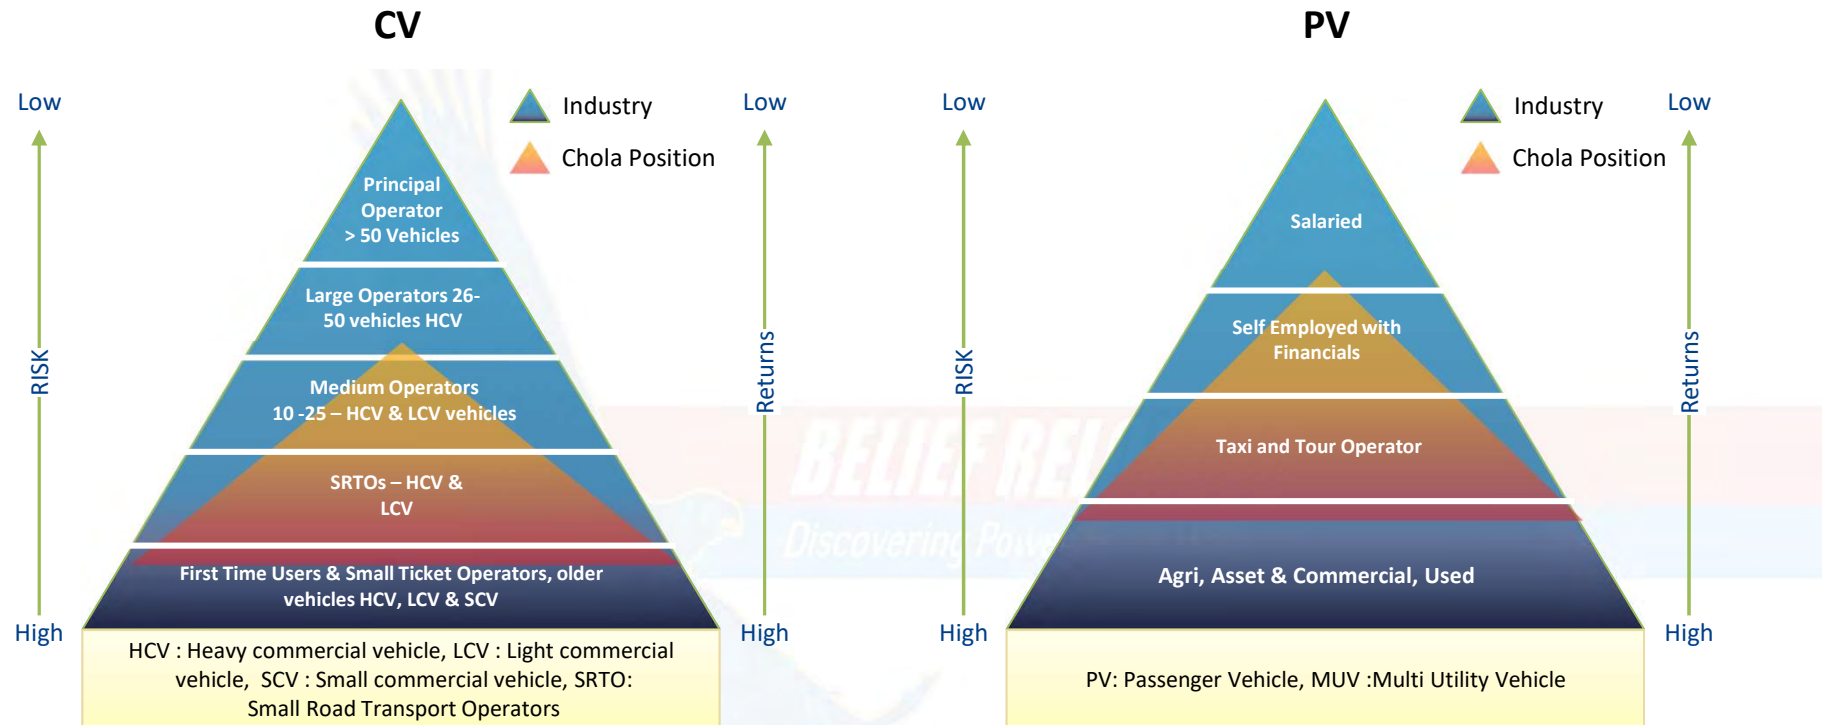 CV
Low
Industry
Chola Position
Low
RISK
Returns
Principal
Operator
> 50 Vehicles
Large Operators 26-
50 vehicles HCV
Medium Operators
10 -25 – HCV & LCV vehicles
SRTOs – HCV &
LCV
First Time Users & Small Ticket Operators, older
vehicles HCV, LCV & SCV
High
High
HCV : Heavy commercial vehicle, LCV : Light commercial
vehicle, SCV : Small commercial vehicle, SRTO:
Small Road Transport Operators
PV
Low
Industry
Chola Position
Low
RISK
Returns
Salaried
Self Employed with
Financials
Taxi and Tour Operator
Agri, Asset & Commercial, Used
High
High
PV: Passenger Vehicle, MUV :Multi Utility Vehicle
BELIEF
Discovering